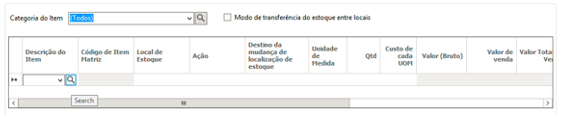 Categoria do Item (Todos) Modo de transferência do estoque entre locais
Descrição do Item Código de Item Matriz Local de Estoque Ação Destino da mudança de localização de estoque Unidade de Medida Qtd Custo de cada UOM Valor (Bruto) Valor de venda Valor Tota Ver
Search